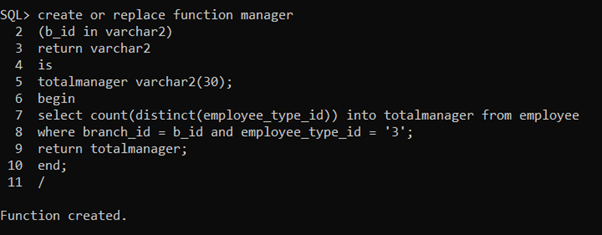 SQL> create or replace function manager
2 (b_id in varchar2)
3 return varchar2
4 is
5 totalmanager varchar2(30);
6 begin
7 select count(distinct(employee_type_id)) into totalmanager from employee
8 where branch_id = b_id and employee_type_id = '3';
9 return totalmanager;
10 end;
11 /
Function created.